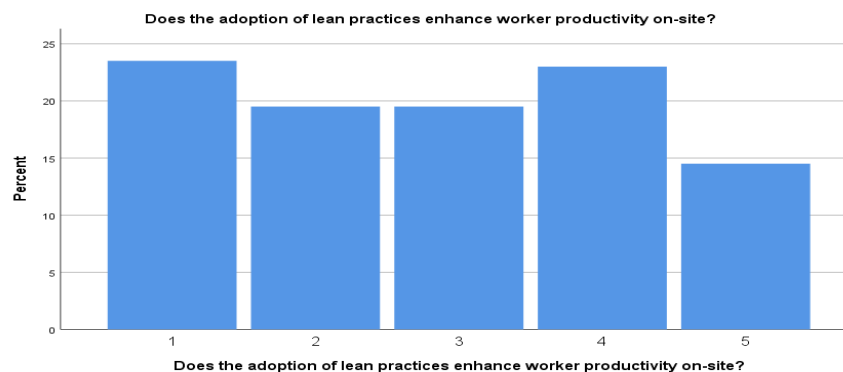 Does the adoption of lean practices enhance worker productivity on-site?
25
20
15
10
5
0
Percent
1 2 3 4 5
Does the adoption of lean practices enhance worker productivity on-site?